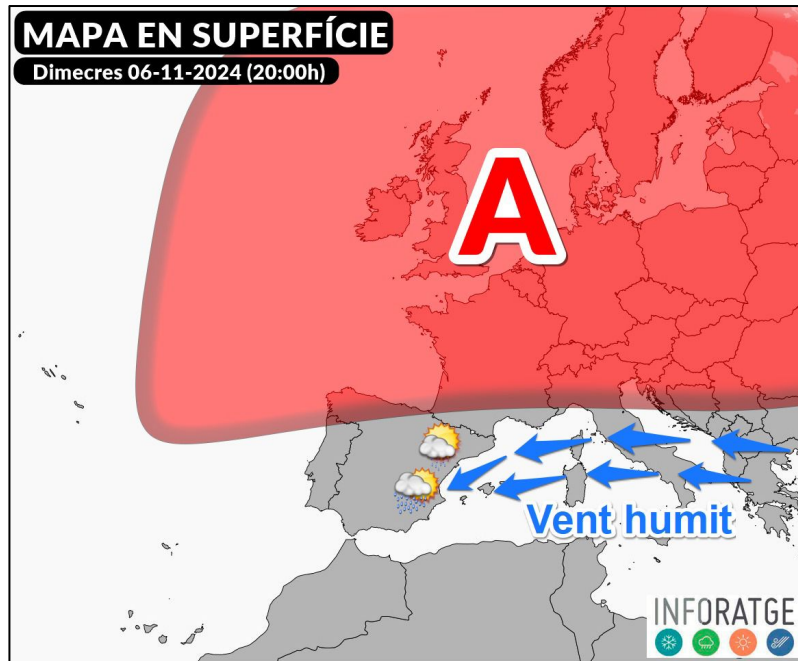 MAPA EN SUPERFÍCIE
Dimecres 06-11-2024 (20:00h)
A
Vent humit
INFORATGE